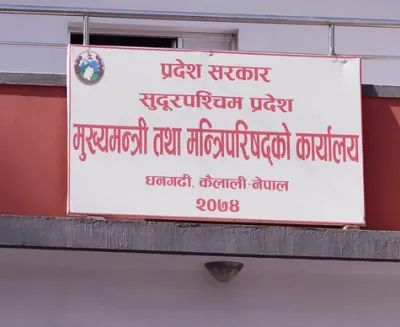 प्रदेश सरकार
सुदूरपश्चिम प्रदेश
मुख्यमन्त्री तथा मन्त्रिपरिषद्को कार्यालय
धनगढी, कैलाली-नेपाल
२०७४